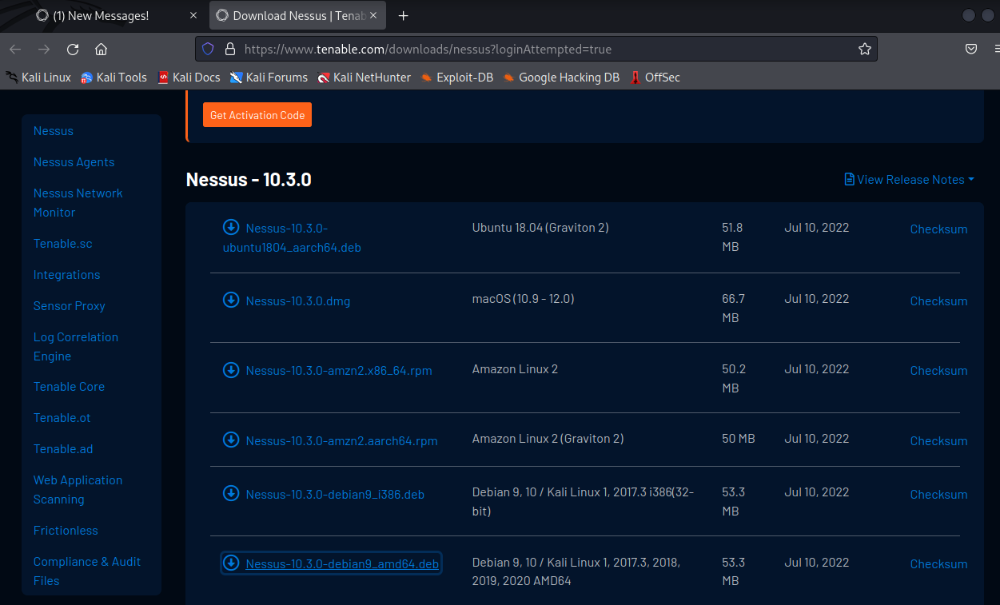 (1) New Messages!
Download Nessus | Tenab
https://www.tenable.com/downloads/nessus?loginAttempted=true
Kali Linux Kali Tools Kali Docs Kali Forums Kali NetHunter Exploit-DB Google Hacking DB OffSec
Nessus
Nessus Agents
Nessus Network
Monitor
Tenable.sc
Integrations
Sensor Proxy
Log Correlation
Engine
Tenable Core
Tenable.ot
Tenable.ad
Web Application
Scanning
Frictionless
Compliance & Audit
Files
Get Activation Code
Nessus - 10.3.0
View Release Notes
Nessus-10.3.0- Ubuntu 18.04 (Graviton 2) 51.8 Jul 10, 2022 Checksum
ubuntu1804_aarch64.deb MB
Nessus-10.3.0.dmg macOS (10.9 - 12.0) 66.7 Jul 10, 2022 Checksum
MB
Nessus-10.3.0-amzn2.x86_64.rpm Amazon Linux 2 50.2 Jul 10, 2022 Checksum
MB
Nessus-10.3.0-amzn2.aarch64.rpm Amazon Linux 2 (Graviton 2) 50 MB Jul 10, 2022 Checksum
Nessus-10.3.0-debian9_i386.deb Debian 9, 10 / Kali Linux 1, 2017.3 i386(32- 53.3 Jul 10, 2022 Checksum
bit) MB
Nessus-10.3.0-debian9_amd64.deb Debian 9, 10 / Kali Linux 1, 2017.3, 2018, 53.3 Jul 10, 2022 Checksum
2019, 2020 AMD64 MB